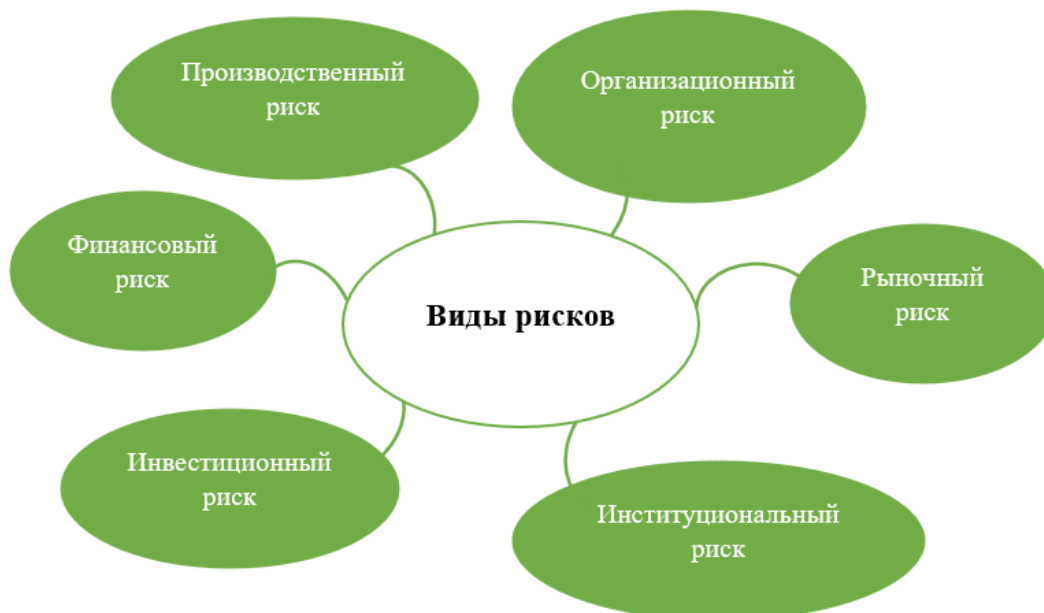 Производственный
риск
Организационный
риск
Финансовый
риск
Виды рисков
Рыночный
риск
Инвестиционный
риск
Институциональный
риск